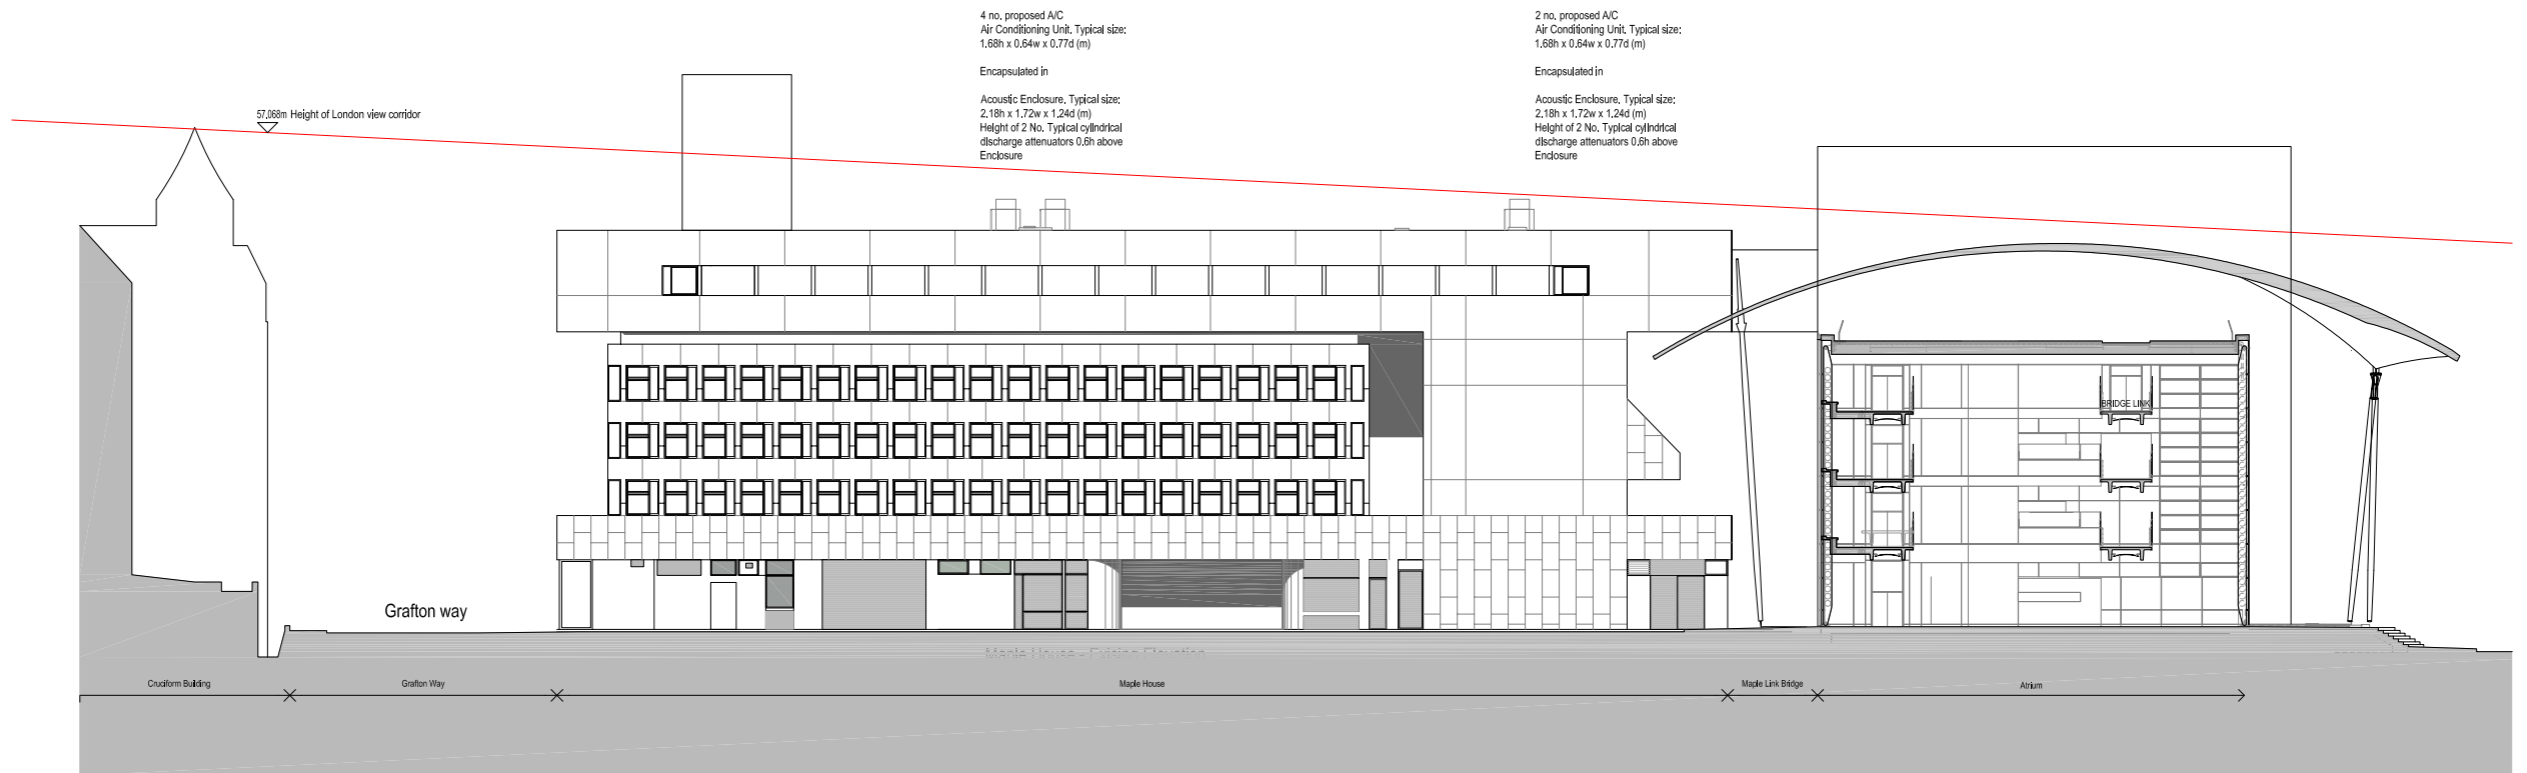 4 no. proposed A/C
Air Conditioning Unit. Typical size:
1.68h x 0.64w x 0.77d (m)
Encapsulated in
Acoustic Enclosure. Typical size:
2.18h x 1.72w x 1.24d (m)
Height of 2 No. Typical cylindrical
discharge attenuators 0.6h above
Enclosure
2 no. proposed A/C
Air Conditioning Unit. Typical size:
1.68h x 0.64w x 0.77d (m)
Encapsulated in
Acoustic Enclosure. Typical size:
2.18h x 1.72w x 1.24d (m)
Height of 2 No. Typical cylindrical
discharge attenuators 0.6h above
Enclosure
57.068m Height of London view corridor
BRIDGE LINK
Grafton way
Maple House - Exising Elevation
Cruciform Building
Grafton Way
Maple House
Maple Link Bridge
Atrium